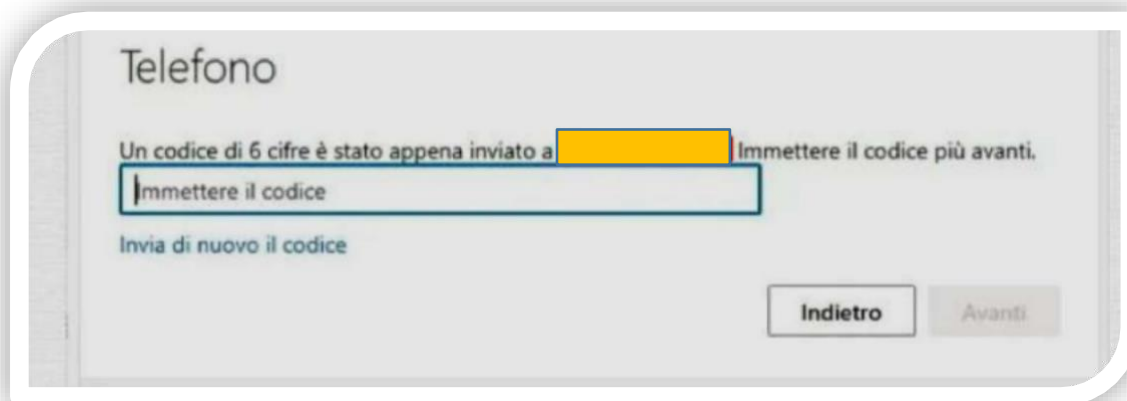 Telefono
Un codice di 6 cifre è stato appena inviato a Immettere il codice più avanti.
Immettere il codice
Invia di nuovo il codice
Indietro Avanti